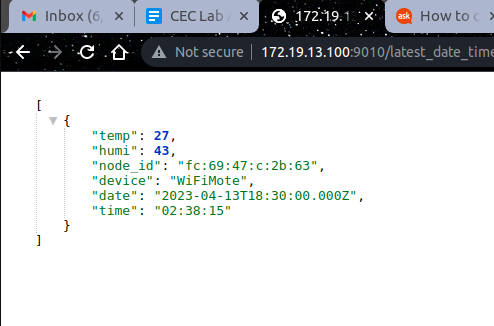 Inbox (6,
CEC Lab
172.19.1
ask
How to c
Not secure
172.19.13.100:9010/latest_date_time
[
{
"temp": 27,
"humi": 43,
"node_id": "fc:69:47:c:2b:63",
"device": "WiFiMote",
"date": "2023-04-13T18:30:00.000Z",
"time": "02:38:15"
}
]